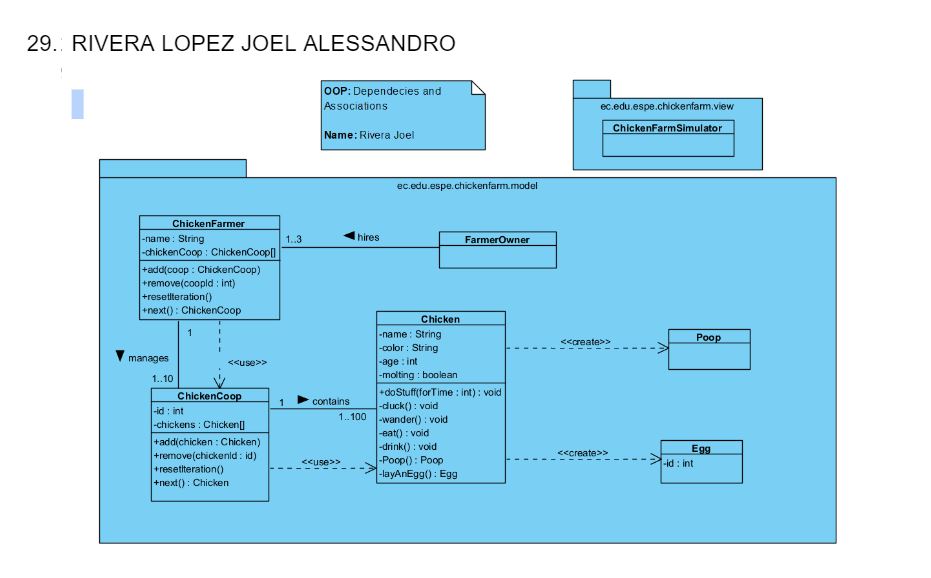 29. RIVERA LOPEZ JOEL ALESSANDRO
OOP: Dependecies and
Associations
Name: Rivera Joel
ec.edu.espe.chickenfarm.view
ChickenFarmSimulator
ec.edu.espe.chickenfarm.model
ChickenFarmer
-name : String
-chickenCoop : ChickenCoop[]
+add(coop : ChickenCoop)
+remove(coopId : int)
+resetIteration()
+next() : ChickenCoop
1..3
hires
FarmerOwner
1
manages
1..10
<<use>>
ChickenCoop
-id : int
-chickens : Chicken[]
+add(chicken : Chicken)
+remove(chickenId : id)
+resetIteration()
+next() : Chicken
1
contains
1..100
<<use>>
Chicken
-name : String
-color : String
-age : int
-molting : boolean
+doStuff(forTime : int) : void
-cluck() : void
-wander() : void
-eat() : void
-drink() : void
-Poop() : Poop
-layAnEgg() : Egg
<<create>>
Poop
<<create>>
Egg
-id : int